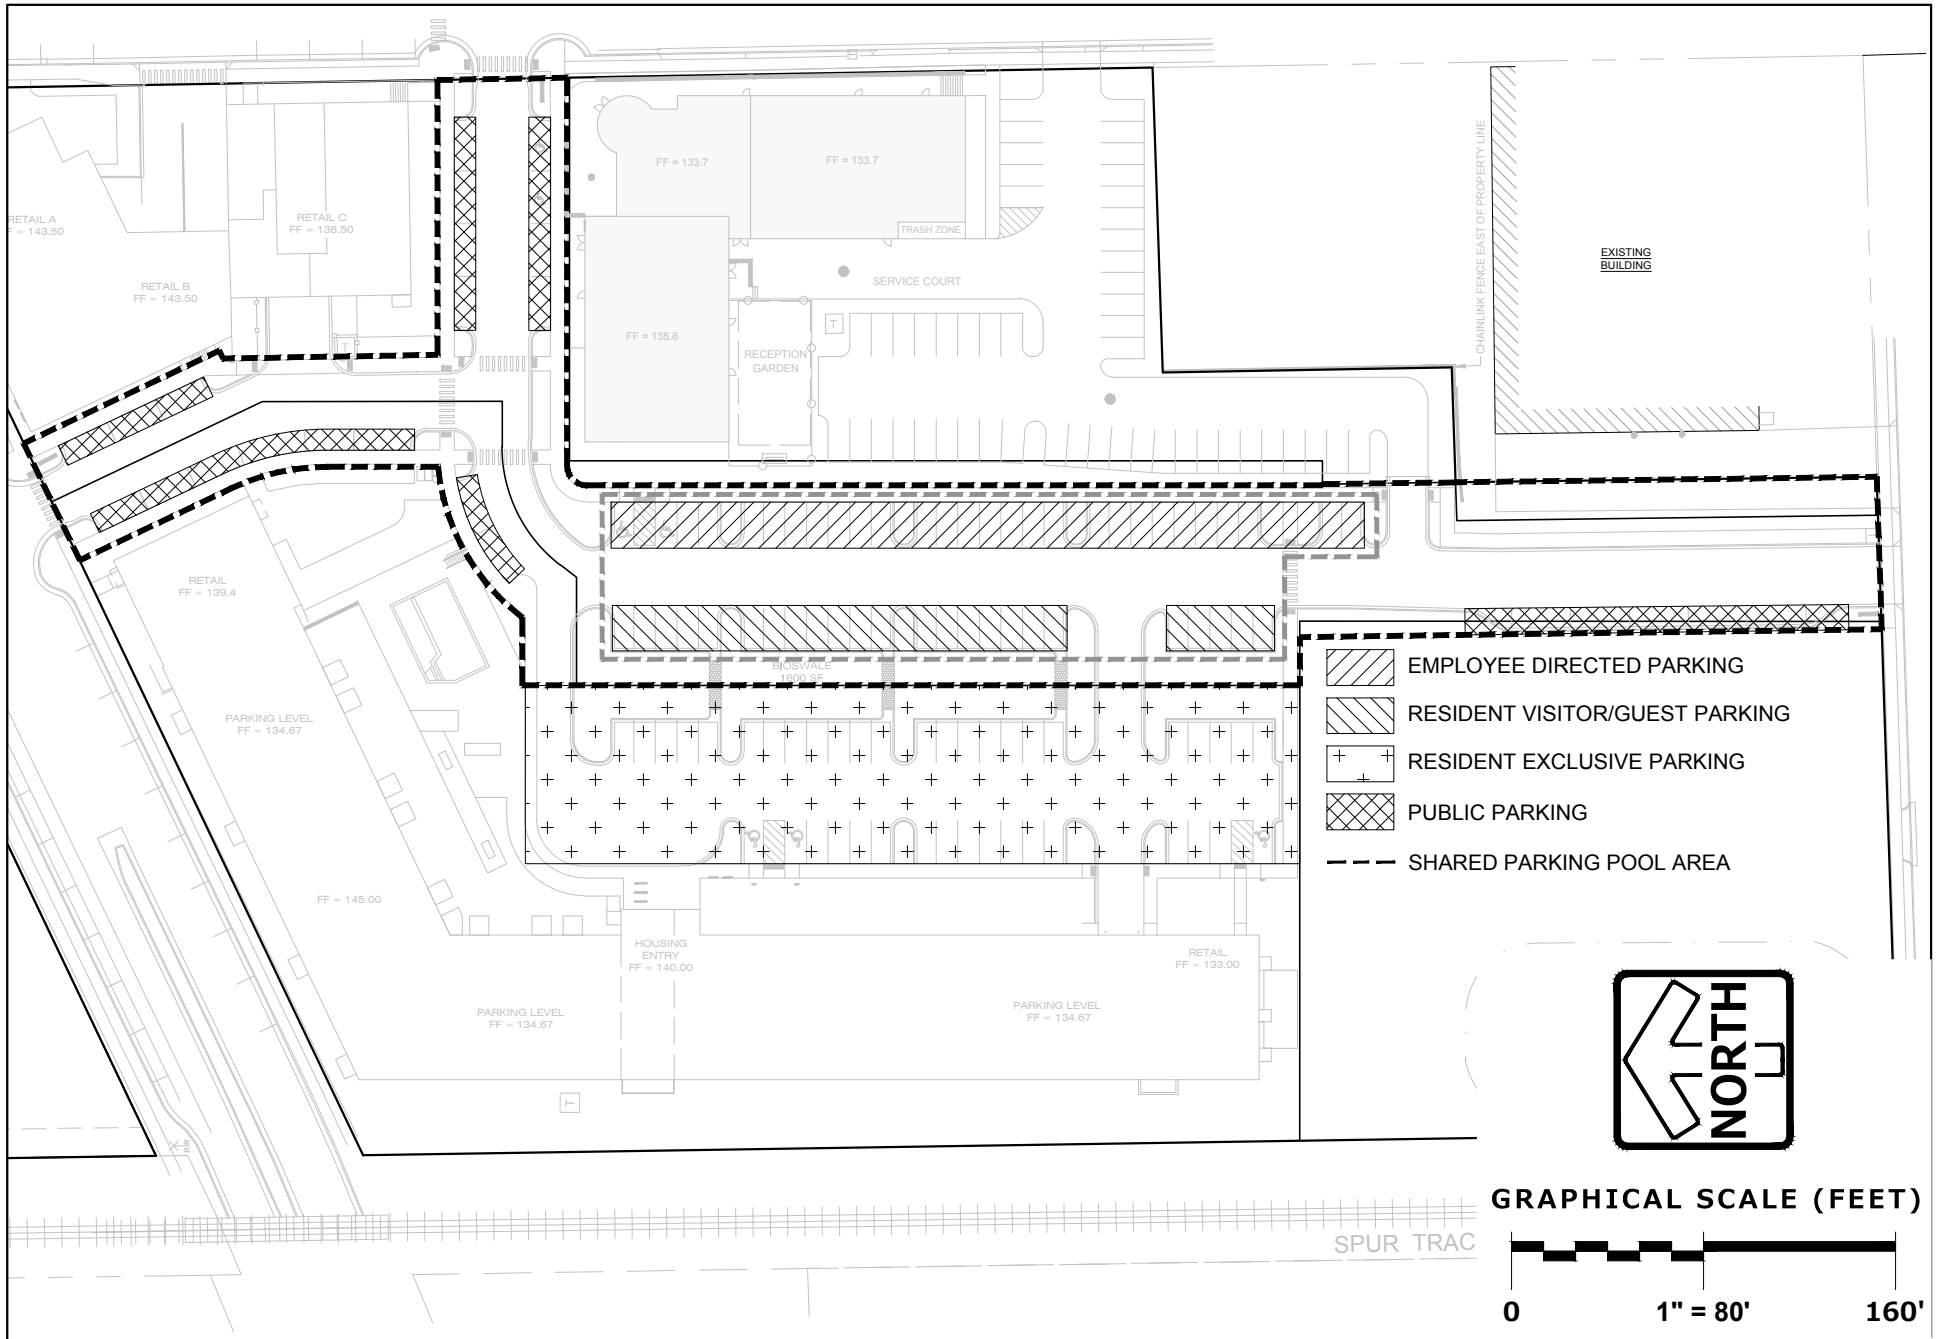 RETAIL A
FF = 143.50
RETAIL B
FF = 143.50
RETAIL C
FF = 138.50
T
FF = 133.7
FF = 133.7
TRASH ZONE
SERVICE COURT
FF = 135.6
T
RECEPTION
GARDEN
CHAINLINK FENCE EAST OF PROPERTY LINE
EXISTING
BUILDING
RETAIL
FF = 139.4
BIOSWALE
1600 SF
PARKING LEVEL
FF = 134.67
EMPLOYEE DIRECTED PARKING
RESIDENT VISITOR/GUEST PARKING
RESIDENT EXCLUSIVE PARKING
PUBLIC PARKING
SHARED PARKING POOL AREA
FF = 145.00
HOUSING
ENTRY
FF = 140.00
RETAIL
FF = 133.00
PARKING LEVEL
FF = 134.67
PARKING LEVEL
FF = 134.67
T
NORTH
GRAPHICAL SCALE (FEET)
SPUR TRAC
0 1" = 80' 160'